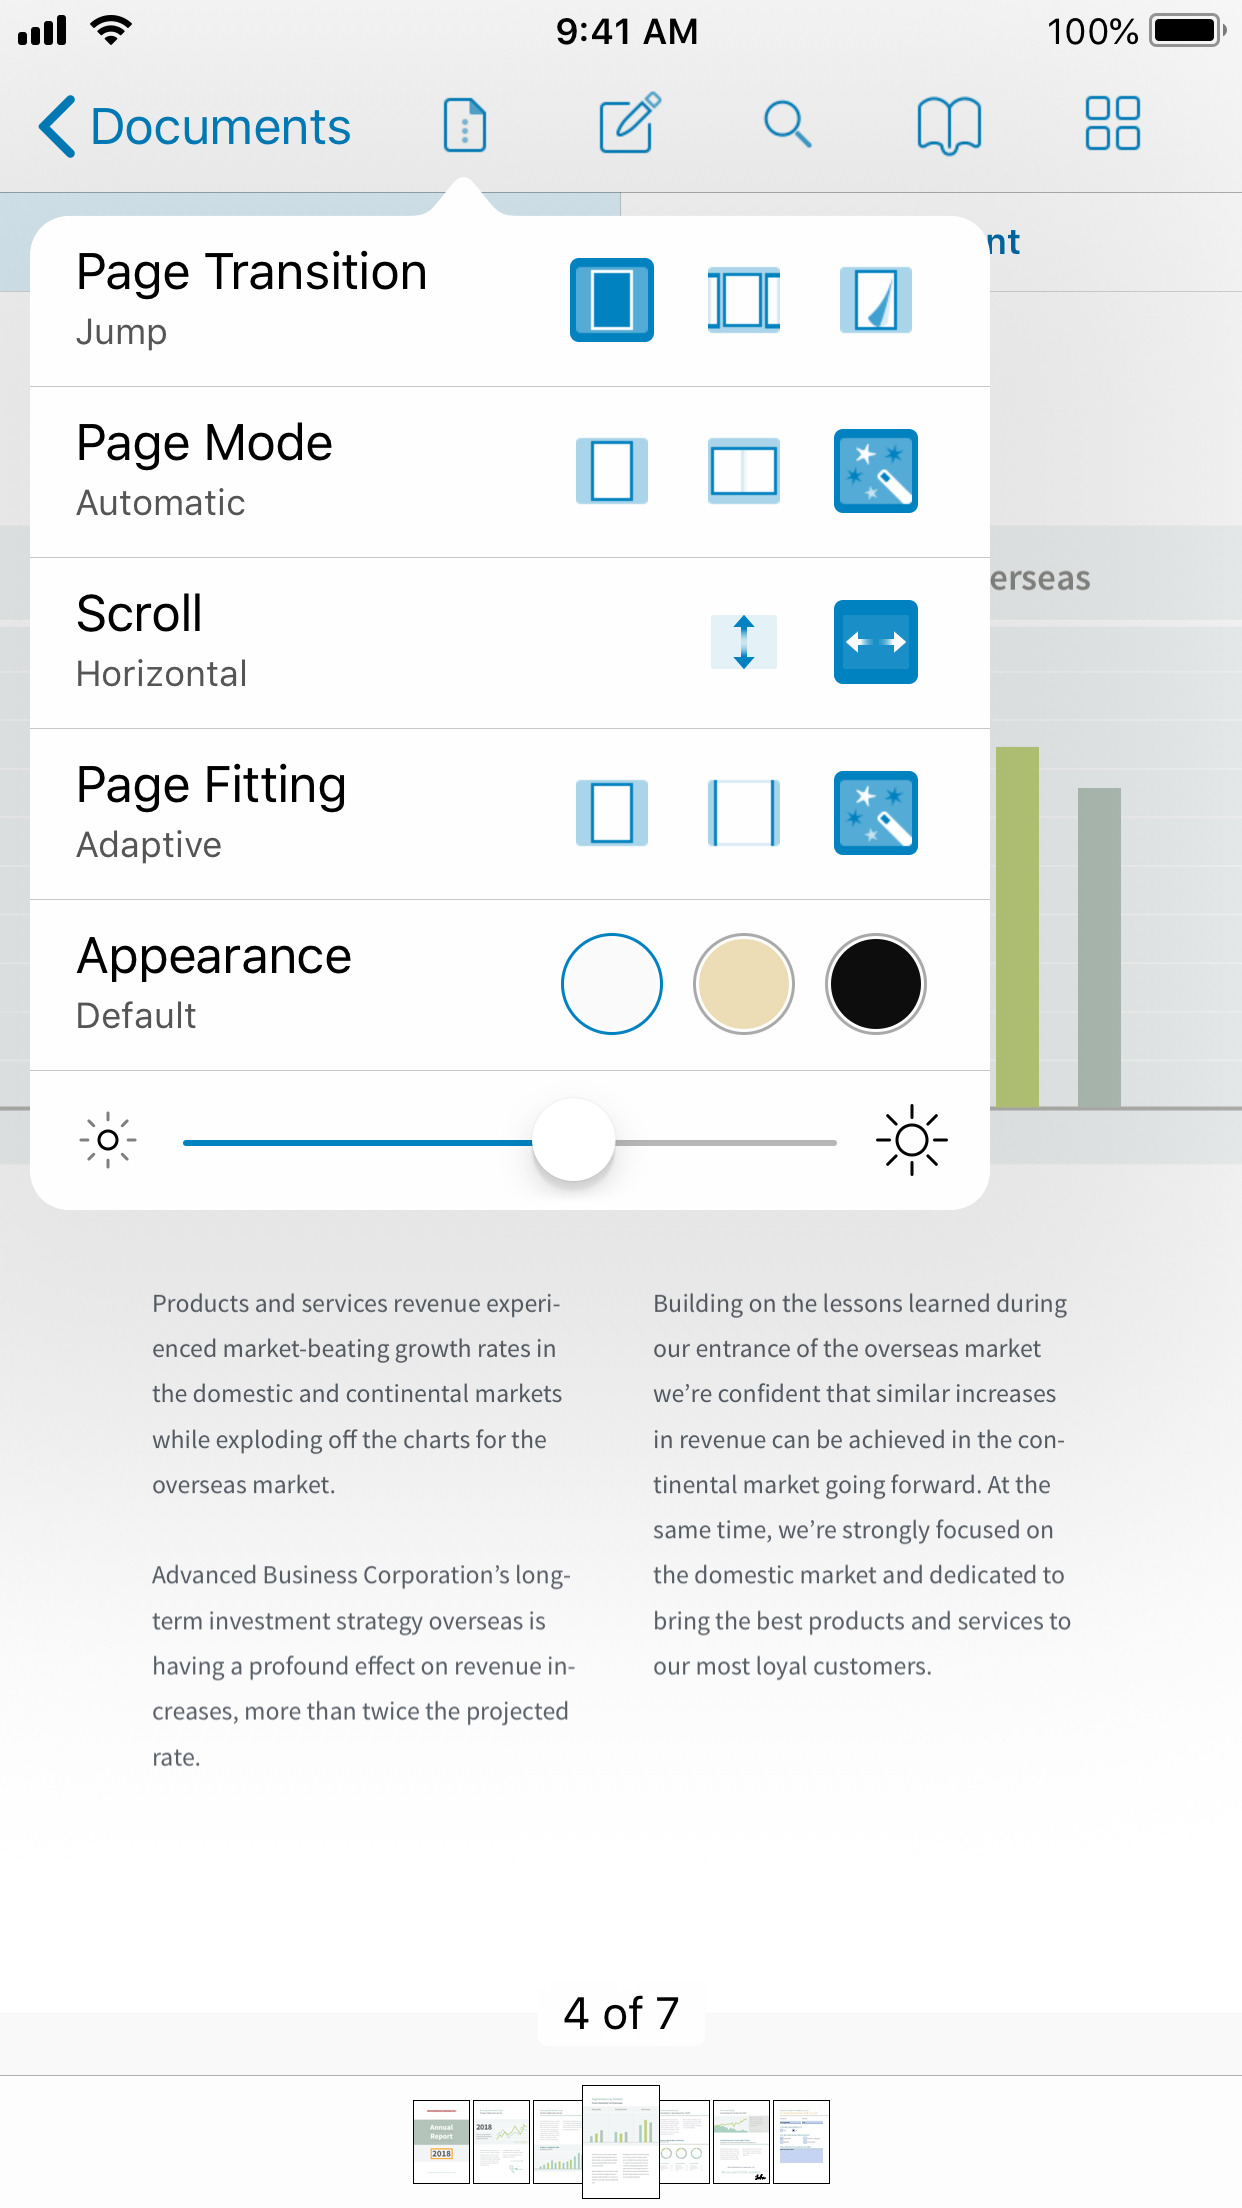 9:41 AM
100%
Documents
nt
Page Transition
Jump
Page Mode
Automatic
Scroll
Horizontal
erseas
Page Fitting
Adaptive
Appearance
Default
Products and services revenue experi-
enced market-beating growth rates in
the domestic and continental markets
while exploding off the charts for the
overseas market.
Advanced Business Corporation’s long-
term investment strategy overseas is
having a profound effect on revenue in-
creases, more than twice the projected
rate.
Building on the lessons learned during
our entrance of the overseas market
we’re confident that similar increases
in revenue can be achieved in the con-
tinental market going forward. At the
same time, we’re strongly focused on
the domestic market and dedicated to
bring the best products and services to
our most loyal customers.
4 of 7
Annual
Report
2018
2018